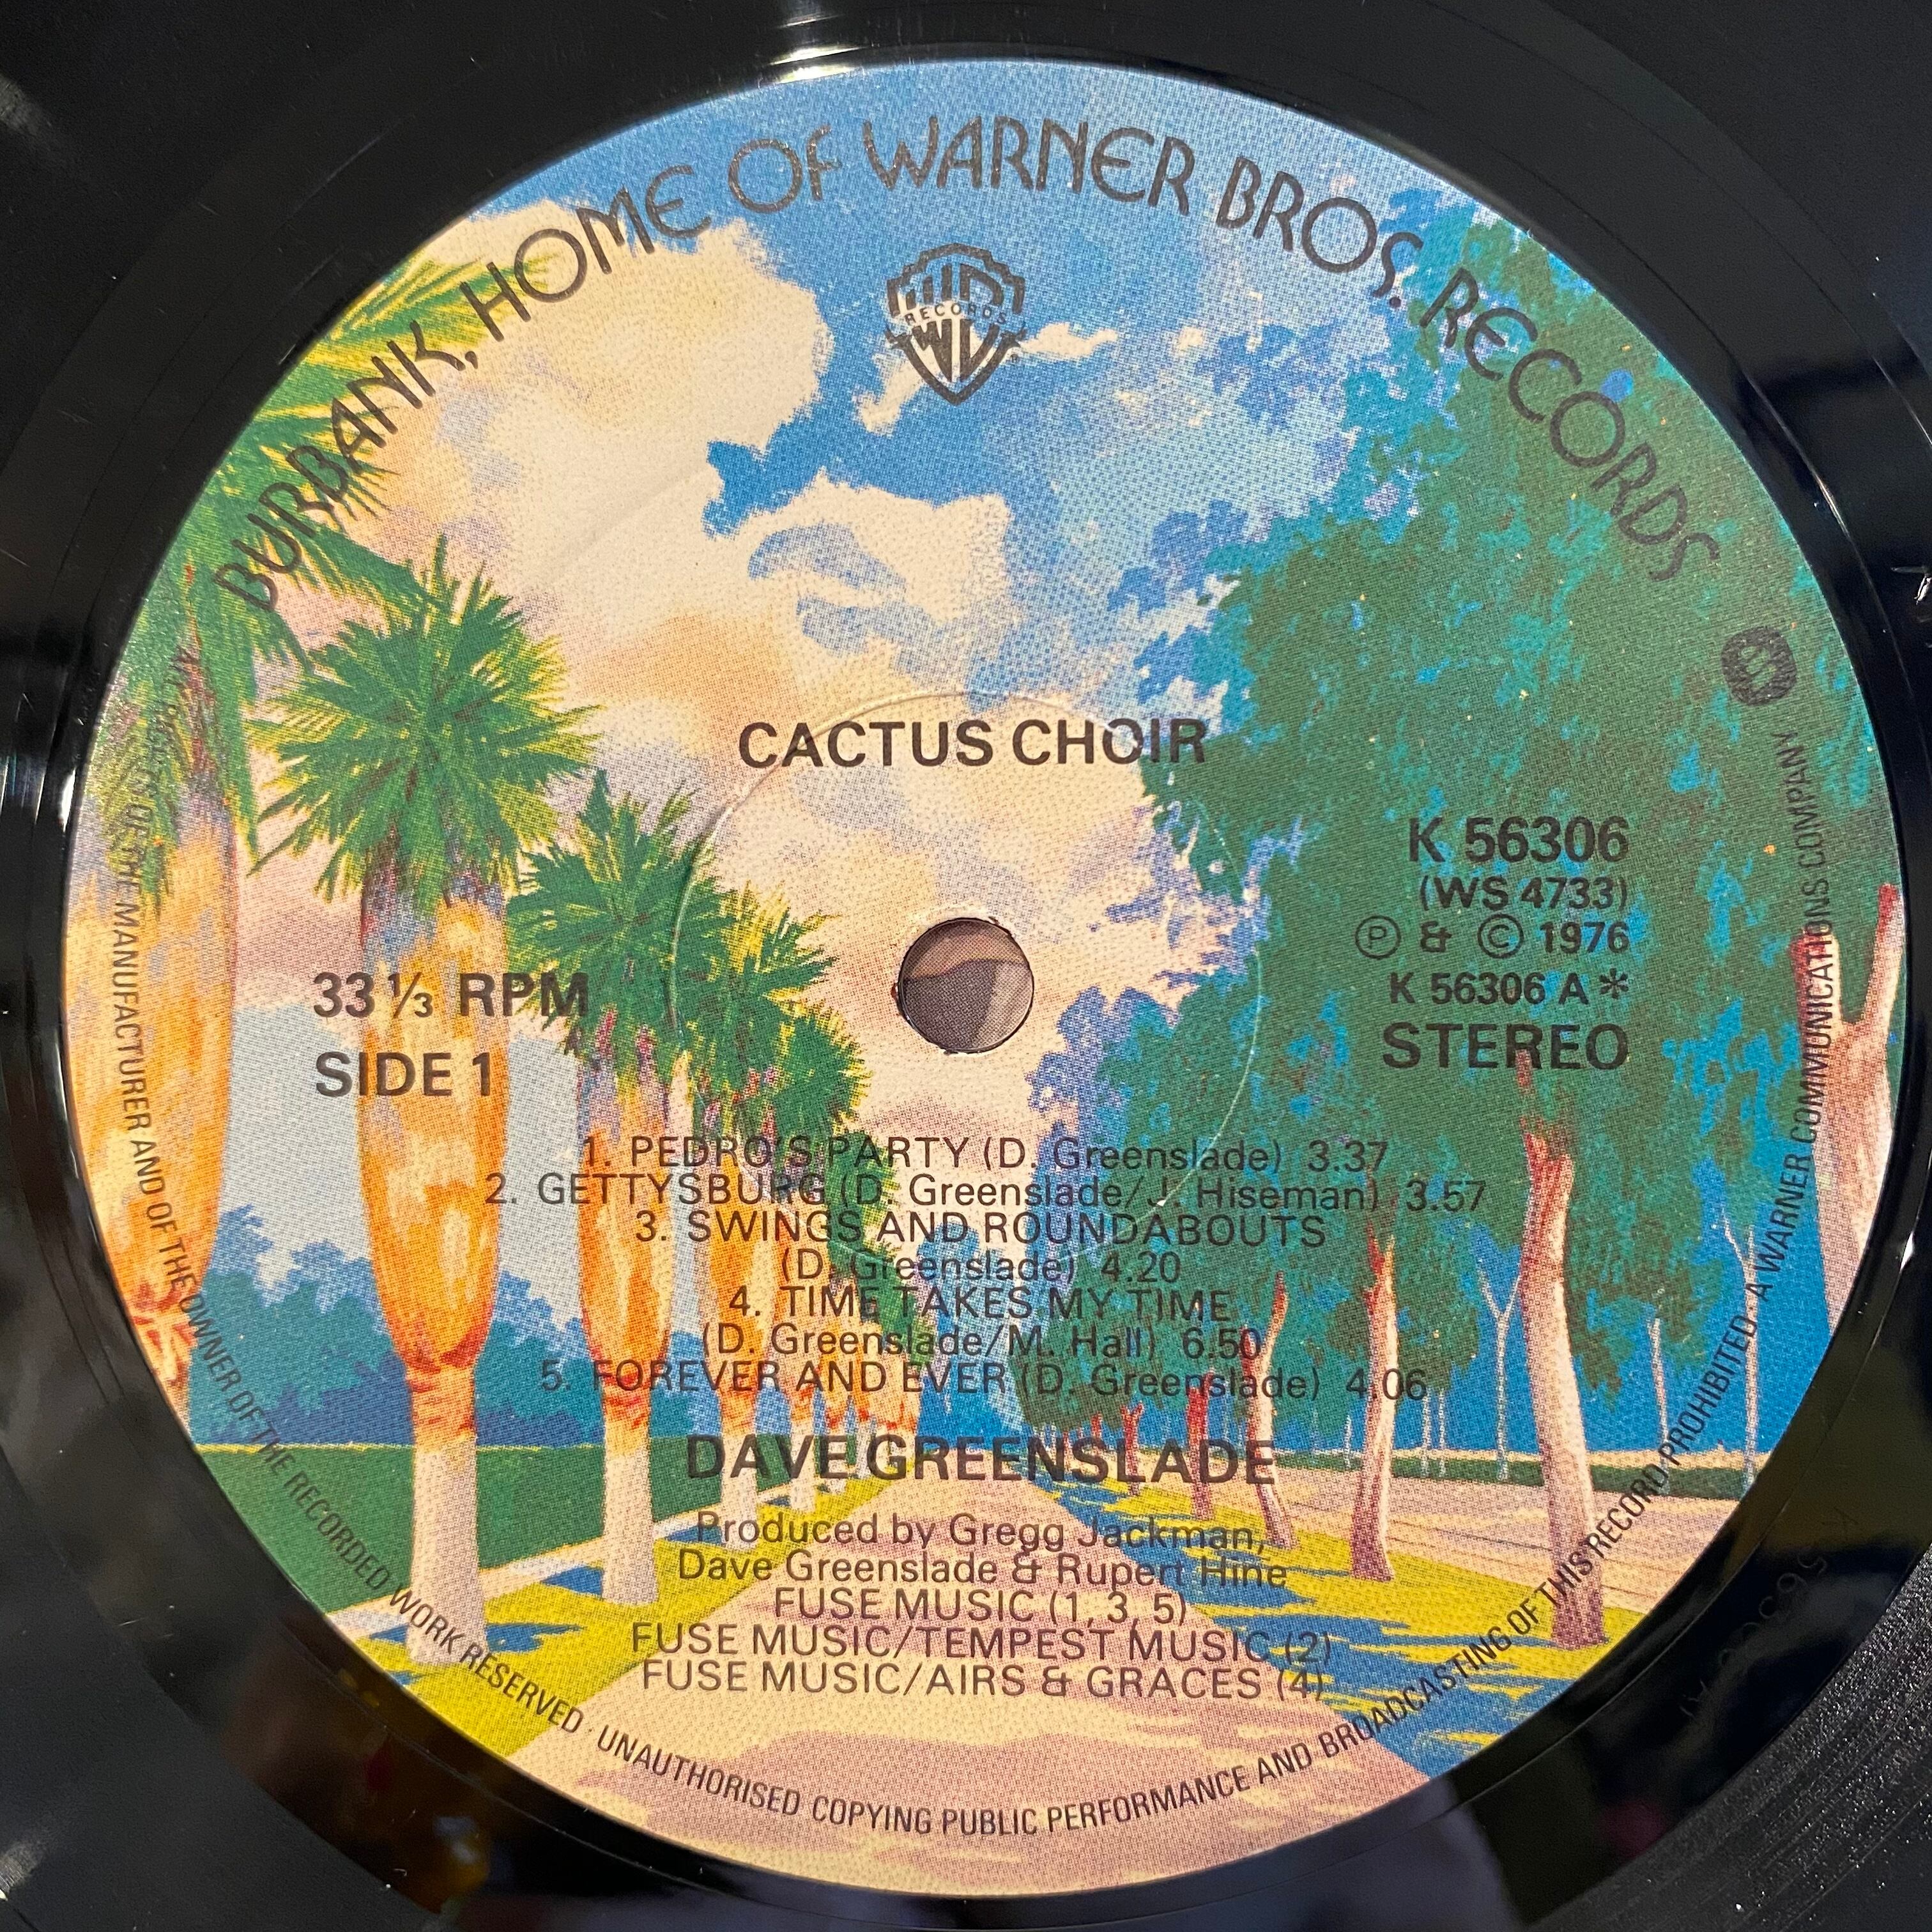 BURBANK, HOME OF WARNER BROS. RECORDS
RECORDS
CACTUS CHOIR
K 56306
(WS 4733)
Ⓟ & © 1976
K 56306 A*
STEREO
33 ⅓ RPM
SIDE 1
1. PEDRO'S PARTY (D. Greenslade) 3.37
2. GETTYSBURG (D. Greenslade/J. Hiseman) 3.57
3. SWINGS AND ROUNDABOUTS
(D. Greenslade) 4.20
4. TIME TAKES MY TIME
(D. Greenslade/M. Hall) 6.50
5. FOREVER AND EVER (D. Greenslade) 4.06
DAVE GREENSLADE
Produced by Gregg Jackman,
Dave Greenslade & Rupert Hine
FUSE MUSIC (1, 3, 5)
FUSE MUSIC/TEMPEST MUSIC (2)
FUSE MUSIC/AIRS & GRACES (4)
ALL RIGHTS OF THE MANUFACTURER AND OF THE OWNER OF THE RECORDED WORK RESERVED · UNAUTHORISED COPYING PUBLIC PERFORMANCE AND BROADCASTING OF THIS RECORD PROHIBITED. A WARNER COMMUNICATIONS COMPANY